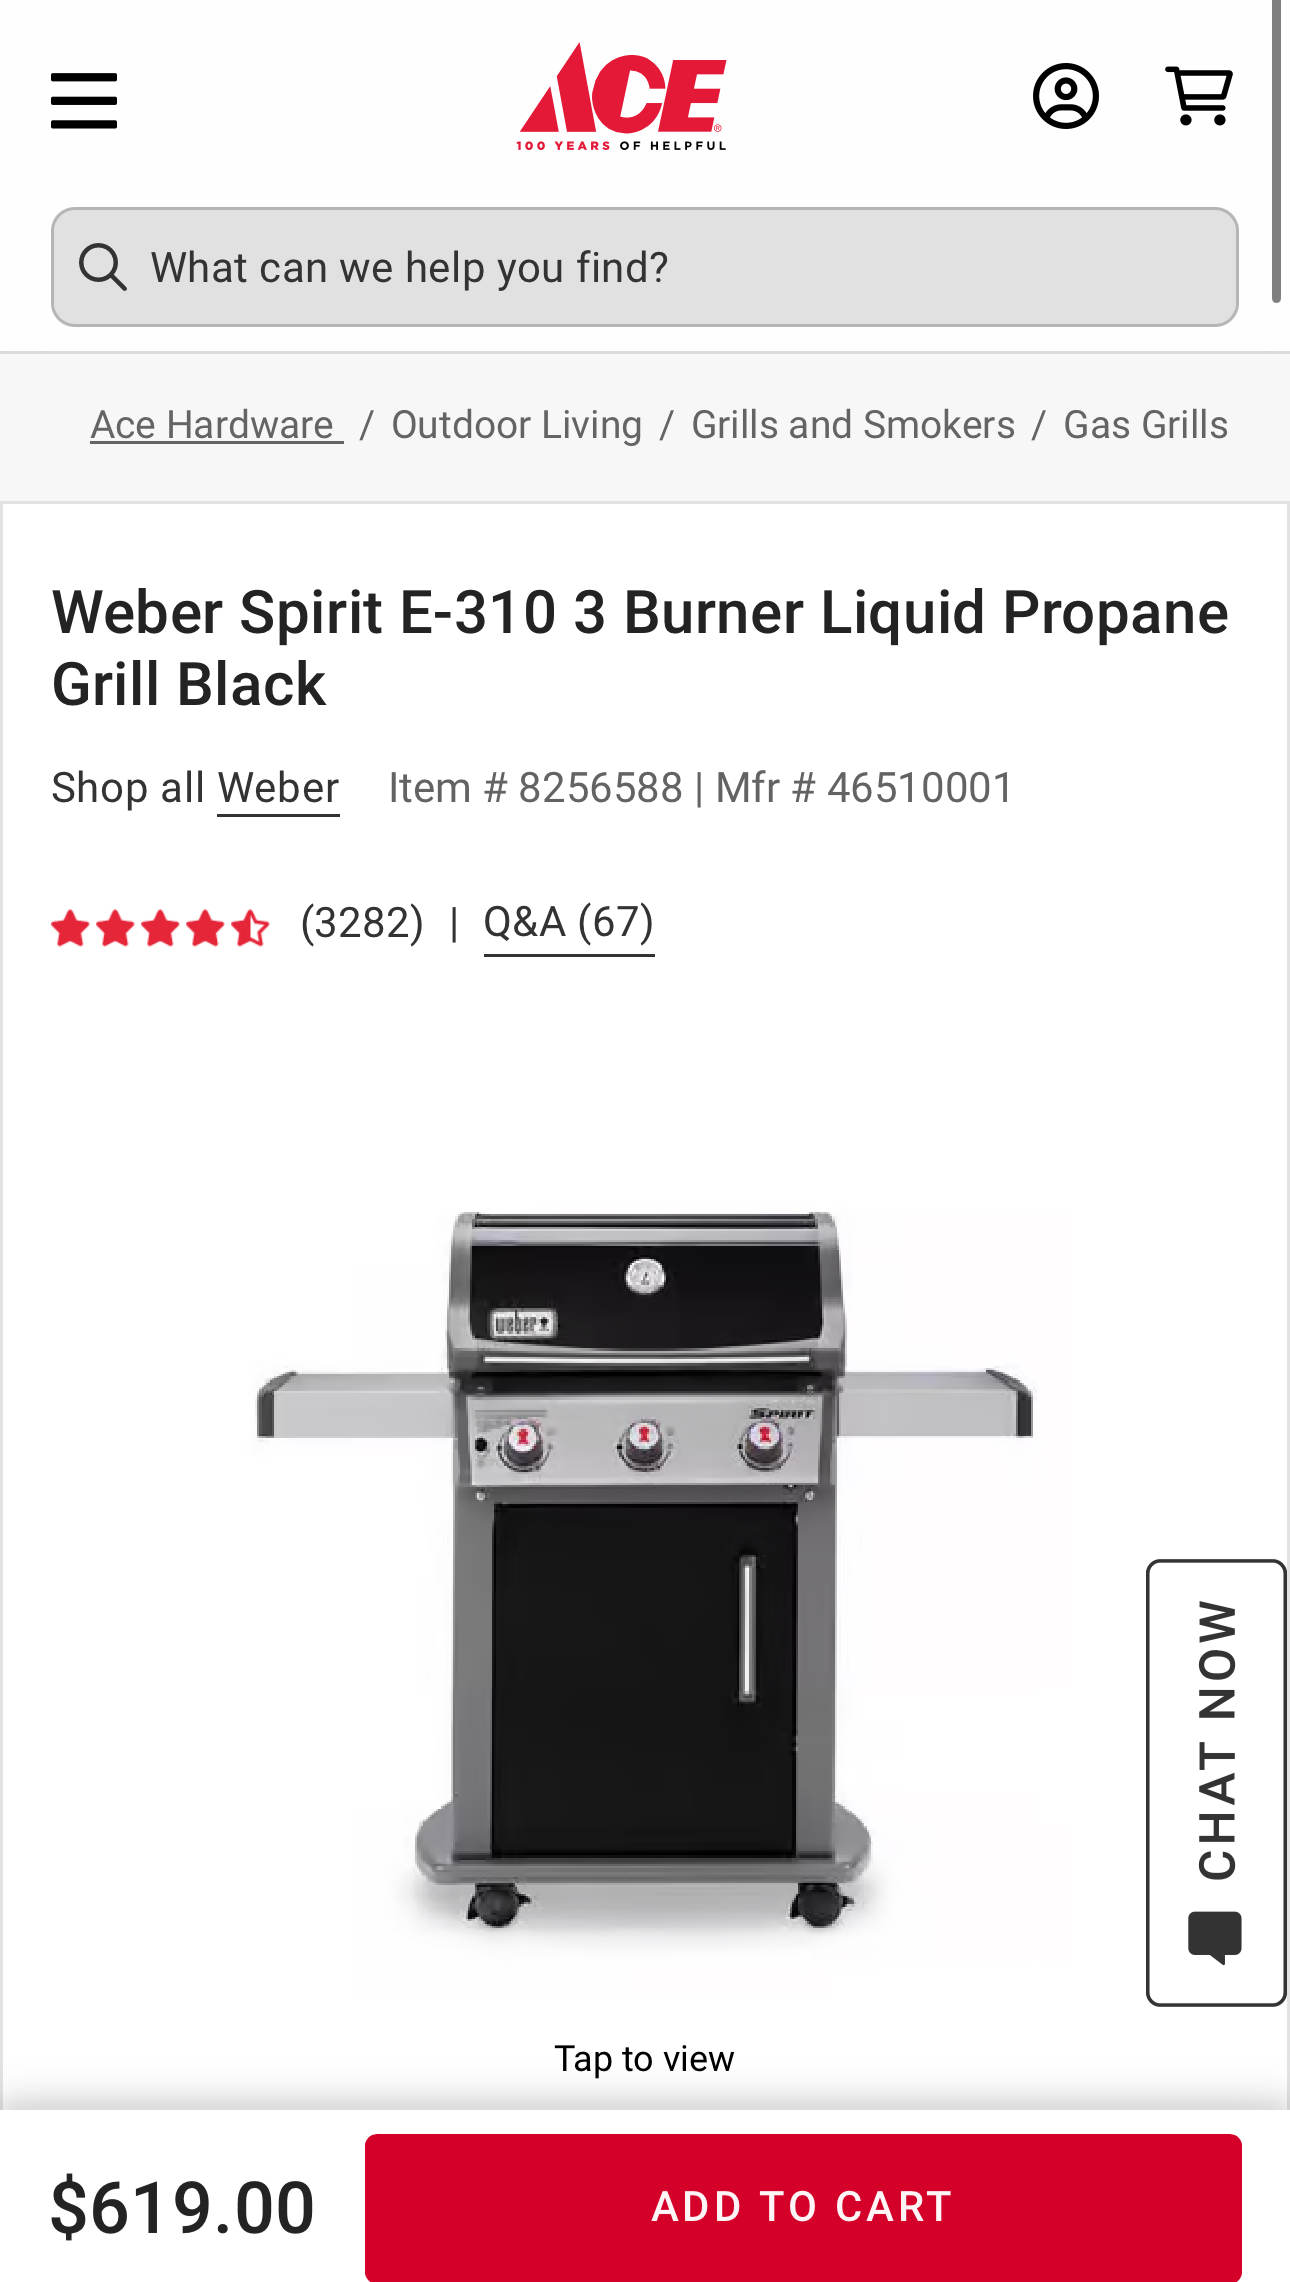 ACE®
100 YEARS OF HELPFUL
What can we help you find?
Ace Hardware / Outdoor Living / Grills and Smokers / Gas Grills
Weber Spirit E-310 3 Burner Liquid Propane
Grill Black
Shop all Weber Item # 8256588 | Mfr # 46510001
(3282) | Q&A (67)
weber
SPIRIT
CHAT NOW
Tap to view
$619.00 ADD TO CART